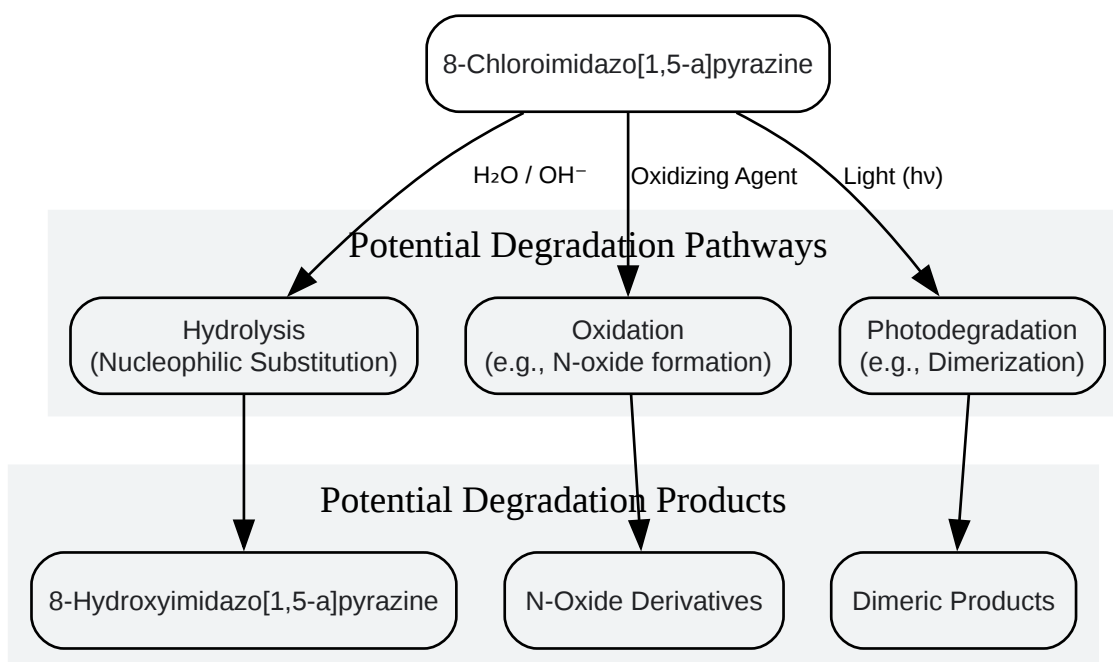 8-Chloroimidazo[1,5-a]pyrazine
H₂O / OH⁻
Oxidizing Agent
Light (hν)
Potential Degradation Pathways
Hydrolysis
(Nucleophilic Substitution)
Oxidation
(e.g., N-oxide formation)
Photodegradation
(e.g., Dimerization)
Potential Degradation Products
8-Hydroxyimidazo[1,5-a]pyrazine
N-Oxide Derivatives
Dimeric Products